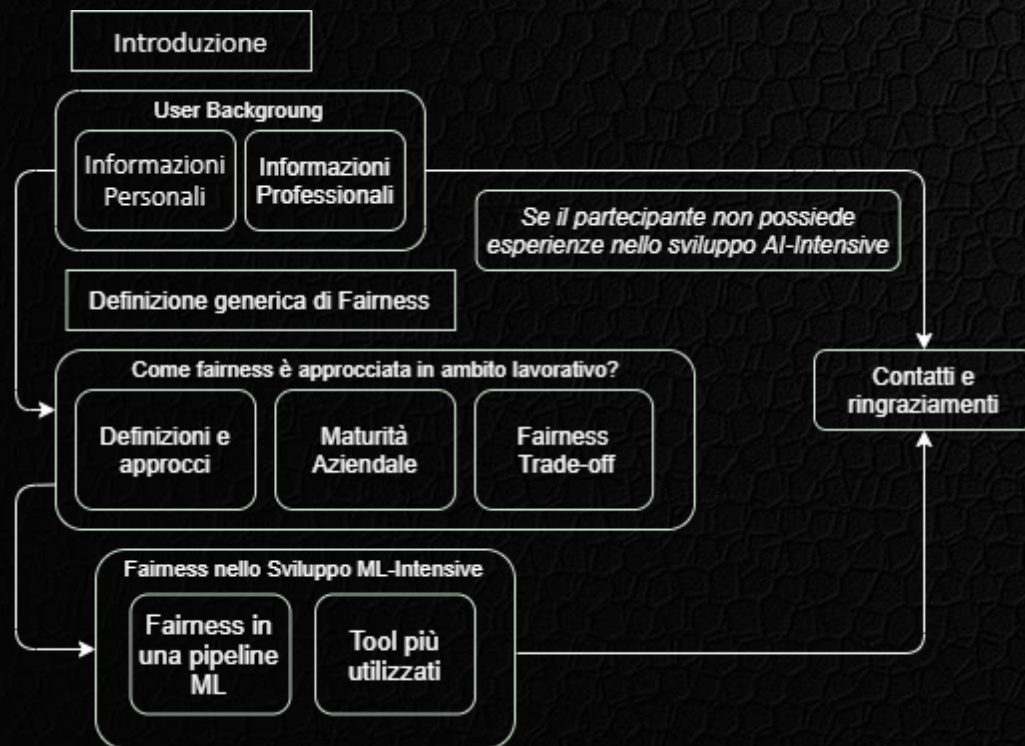 Introduzione
User Backgroung
Informazioni
Personali
Informazioni
Professionali
Se il partecipante non possiede
esperienze nello sviluppo AI-Intensive
Definizione generica di Fairness
Come fairness è approcciata in ambito lavorativo?
Definizioni e
approcci
Maturità
Aziendale
Fairness
Trade-off
Contatti e
ringraziamenti
Fairness nello Sviluppo ML-Intensive
Fairness in
una pipeline
ML
Tool più
utilizzati